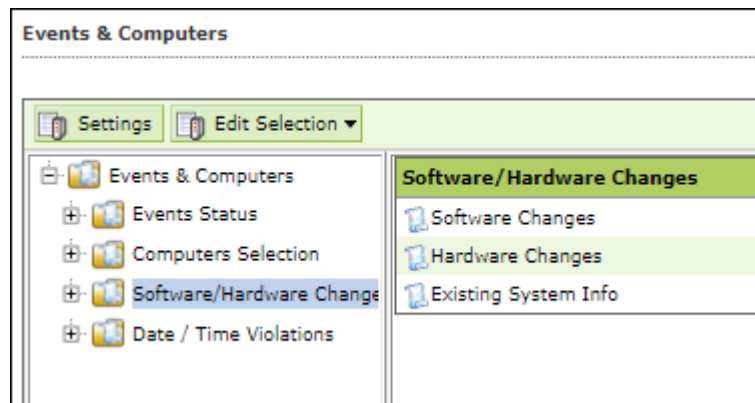 Events & Computers
Settings Edit Selection
Events & Computers
Events Status
Computers Selection
Software/Hardware Change
Date / Time Violations
Software/Hardware Changes
Software Changes
Hardware Changes
Existing System Info